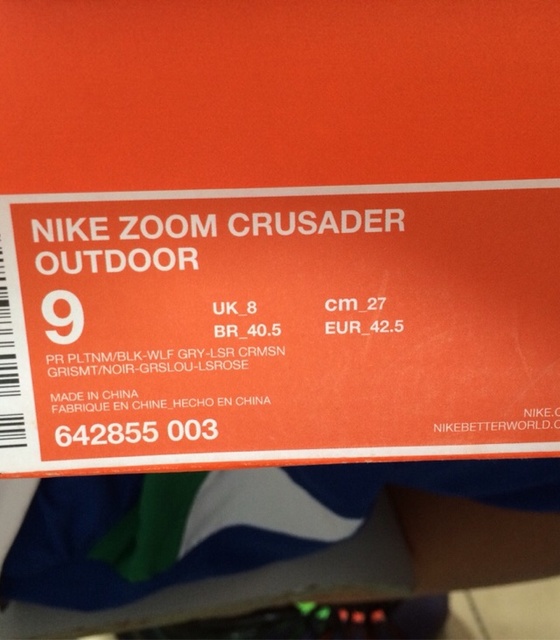 NIKE ZOOM CRUSADER
OUTDOOR
9
UK_8 cm_27
BR_40.5 EUR_42.5
PR PLTNM/BLK-WLF GRY-LSR CRMSN
GRISMT/NOIR-GRSLOU-LSROSE
MADE IN CHINA
FABRIQUE EN CHINE_HECHO EN CHINA
642855 003
NIKE.C
NIKEBETTERWORLD.C